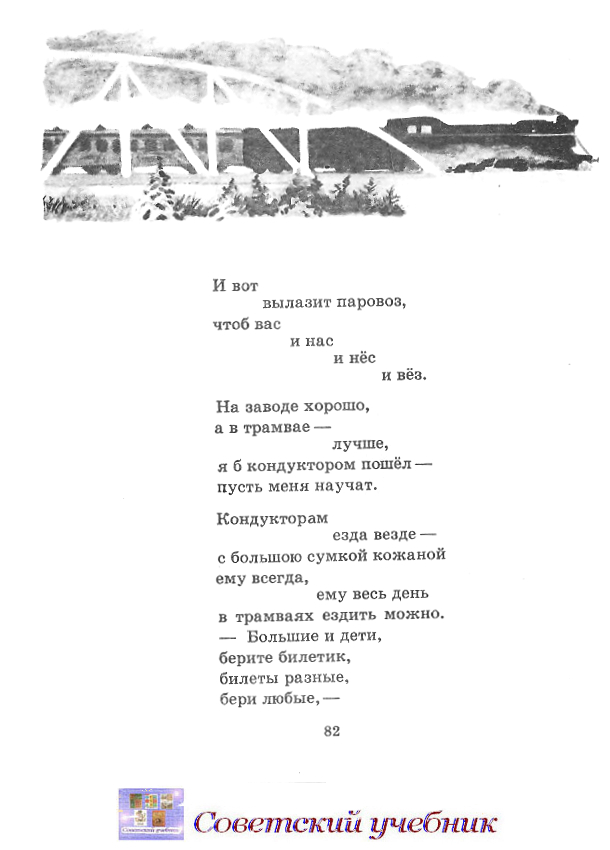 И вот
вылазит паровоз,
чтоб вас
и нас
и нёс
и вёз.
На заводе хорошо,
а в трамвае —
лучше,
я б кондуктором пошёл —
пусть меня научат.
Кондукторам
езда везде —
с большою сумкой кожаной
ему всегда,
ему весь день
в трамваях ездить можно.
— Большие и дети,
берите билетик,
билеты разные,
бери любые, —
82
Советский учебник
Советский учебник